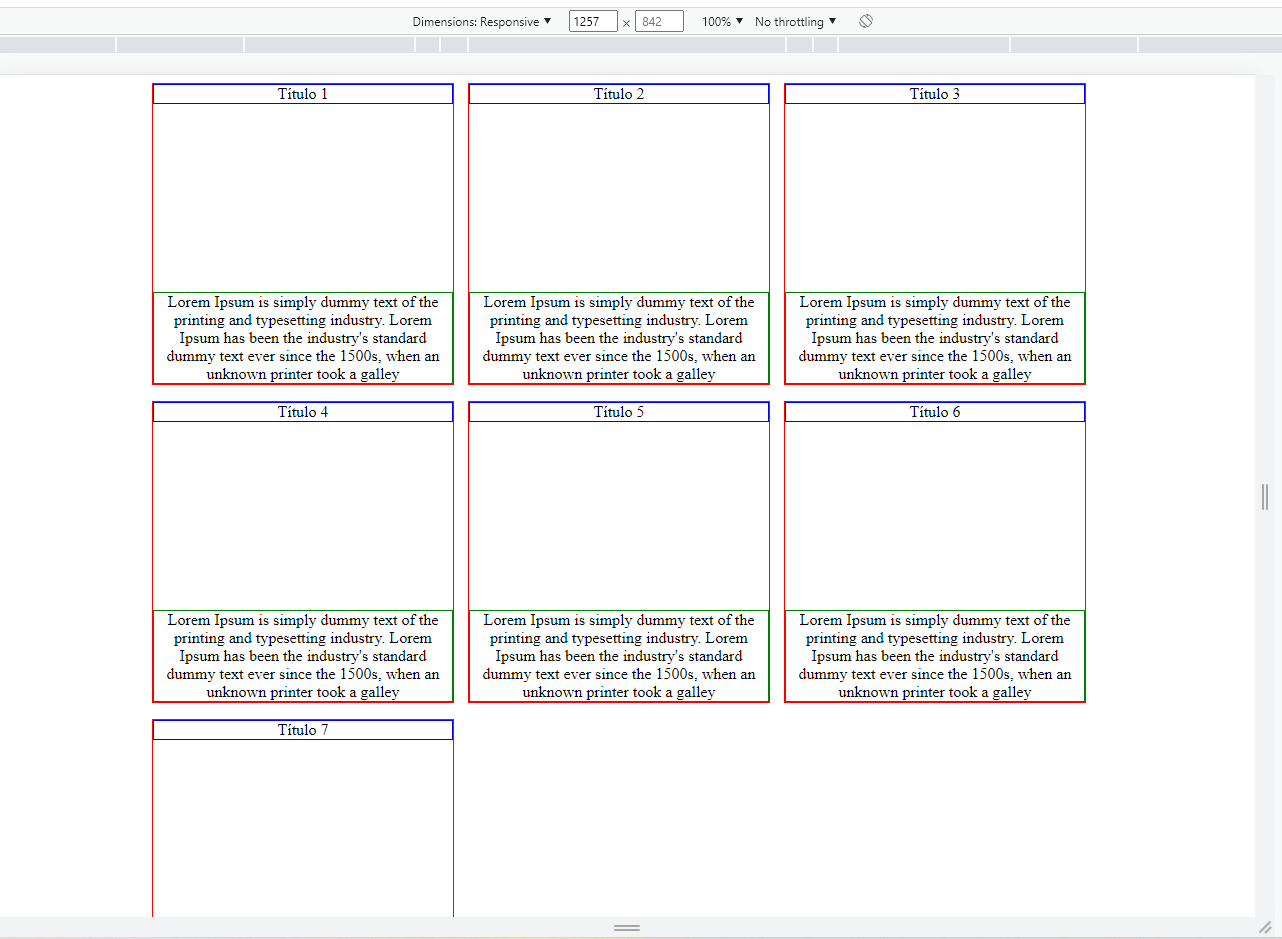 Dimensions: Responsive ▼ 1257 × 842 100% ▼ No throttling ▼
Título 1
Lorem Ipsum is simply dummy text of the
printing and typesetting industry. Lorem
Ipsum has been the industry's standard
dummy text ever since the 1500s, when an
unknown printer took a galley
Título 2
Lorem Ipsum is simply dummy text of the
printing and typesetting industry. Lorem
Ipsum has been the industry's standard
dummy text ever since the 1500s, when an
unknown printer took a galley
Título 3
Lorem Ipsum is simply dummy text of the
printing and typesetting industry. Lorem
Ipsum has been the industry's standard
dummy text ever since the 1500s, when an
unknown printer took a galley
Título 4
Lorem Ipsum is simply dummy text of the
printing and typesetting industry. Lorem
Ipsum has been the industry's standard
dummy text ever since the 1500s, when an
unknown printer took a galley
Título 5
Lorem Ipsum is simply dummy text of the
printing and typesetting industry. Lorem
Ipsum has been the industry's standard
dummy text ever since the 1500s, when an
unknown printer took a galley
Título 6
Lorem Ipsum is simply dummy text of the
printing and typesetting industry. Lorem
Ipsum has been the industry's standard
dummy text ever since the 1500s, when an
unknown printer took a galley
Título 7